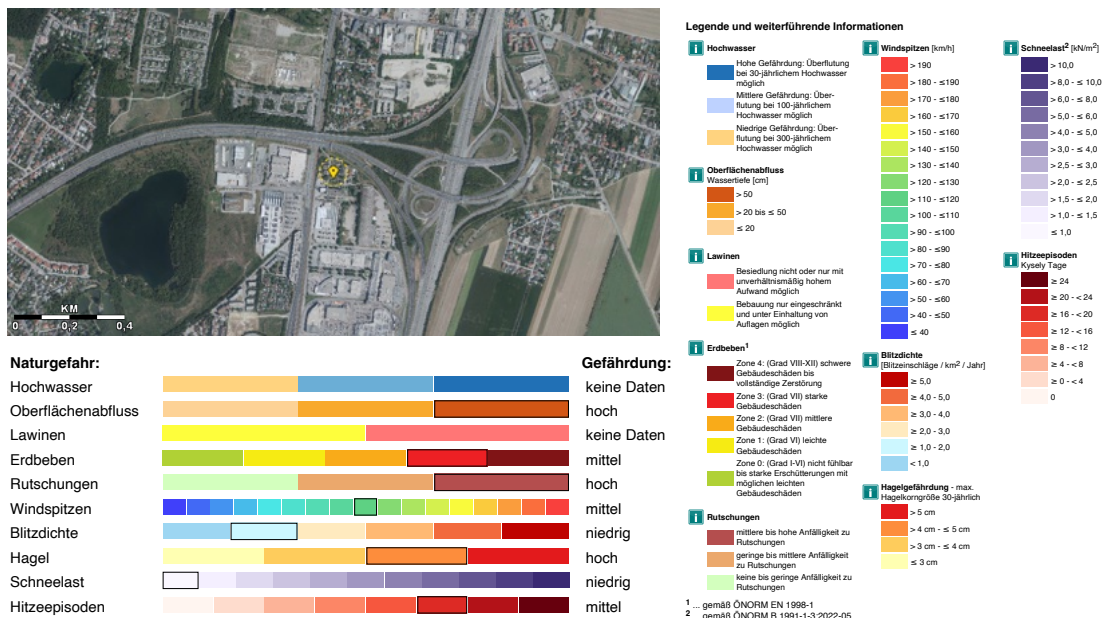 KM
0 0,2 0,4
Naturgefahr: Gefährdung:
Hochwasser keine Daten
Oberflächenabfluss hoch
Lawinen keine Daten
Erdbeben mittel
Rutschungen hoch
Windspitzen mittel
Blitzdichte niedrig
Hagel hoch
Schneelast niedrig
Hitzeepisoden mittel
Legende und weiterführende Informationen
i Hochwasser
Hohe Gefährdung: Überflutung
bei 30-jährlichem Hochwasser
möglich
Mittlere Gefährdung: Über-
flutung bei 100-jährlichem
Hochwasser möglich
Niedrige Gefährdung: Über-
flutung bei 300-jährlichem
Hochwasser möglich
i Oberflächenabfluss
Wassertiefe [cm]
> 50
> 20 bis ≤ 50
≤ 20
i Lawinen
Besiedlung nicht oder nur mit
unverhältnismäßig hohem
Aufwand möglich
Bebauung nur eingeschränkt
und unter Einhaltung von
Auflagen möglich
i Erdbeben¹
Zone 4: (Grad VIII-XII) schwere
Gebäudeschäden bis
vollständige Zerstörung
Zone 3: (Grad VII) starke
Gebäudeschäden
Zone 2: (Grad VII) mittlere
Gebäudeschäden
Zone 1: (Grad VI) leichte
Gebäudeschäden
Zone 0: (Grad I-VI) nicht fühlbar
bis starke Erschütterungen mit
möglichen leichten
Gebäudeschäden
i Rutschungen
mittlere bis hohe Anfälligkeit zu
Rutschungen
geringe bis mittlere Anfälligkeit
zu Rutschungen
keine bis geringe Anfälligkeit zu
Rutschungen
¹ ... gemäß ÖNORM EN 1998-1
² ... gemäß ÖNORM B 1991-1-3:2022-05
i Windspitzen [km/h]
> 190
> 180 - ≤190
> 170 - ≤180
> 160 - ≤170
> 150 - ≤160
> 140 - ≤150
> 130 - ≤140
> 120 - ≤130
> 110 - ≤120
> 100 - ≤110
> 90 - ≤100
> 80 - ≤90
> 70 - ≤80
> 60 - ≤70
> 50 - ≤60
> 40 - ≤50
≤ 40
i Blitzdichte
[Blitzeinschläge / km² / Jahr]
≥ 5,0
≥ 4,0 - 5,0
≥ 3,0 - 4,0
≥ 2,0 - 3,0
≥ 1,0 - 2,0
< 1,0
i Hagelgefährdung - max.
Hagelkorngröße 30-jährlich
> 5 cm
> 4 cm - ≤ 5 cm
> 3 cm - ≤ 4 cm
≤ 3 cm
i Schneelast² [kN/m²]
> 10,0
> 8,0 - ≤ 10,0
> 6,0 - ≤ 8,0
> 5,0 - ≤ 6,0
> 4,0 - ≤ 5,0
> 3,0 - ≤ 4,0
> 2,5 - ≤ 3,0
> 2,0 - ≤ 2,5
> 1,5 - ≤ 2,0
> 1,0 - ≤ 1,5
≤ 1,0
i Hitzeepisoden
Kysely Tage
≥ 24
≥ 20 - < 24
≥ 16 - < 20
≥ 12 - < 16
≥ 8 - < 12
≥ 4 - < 8
≥ 0 - < 4
0